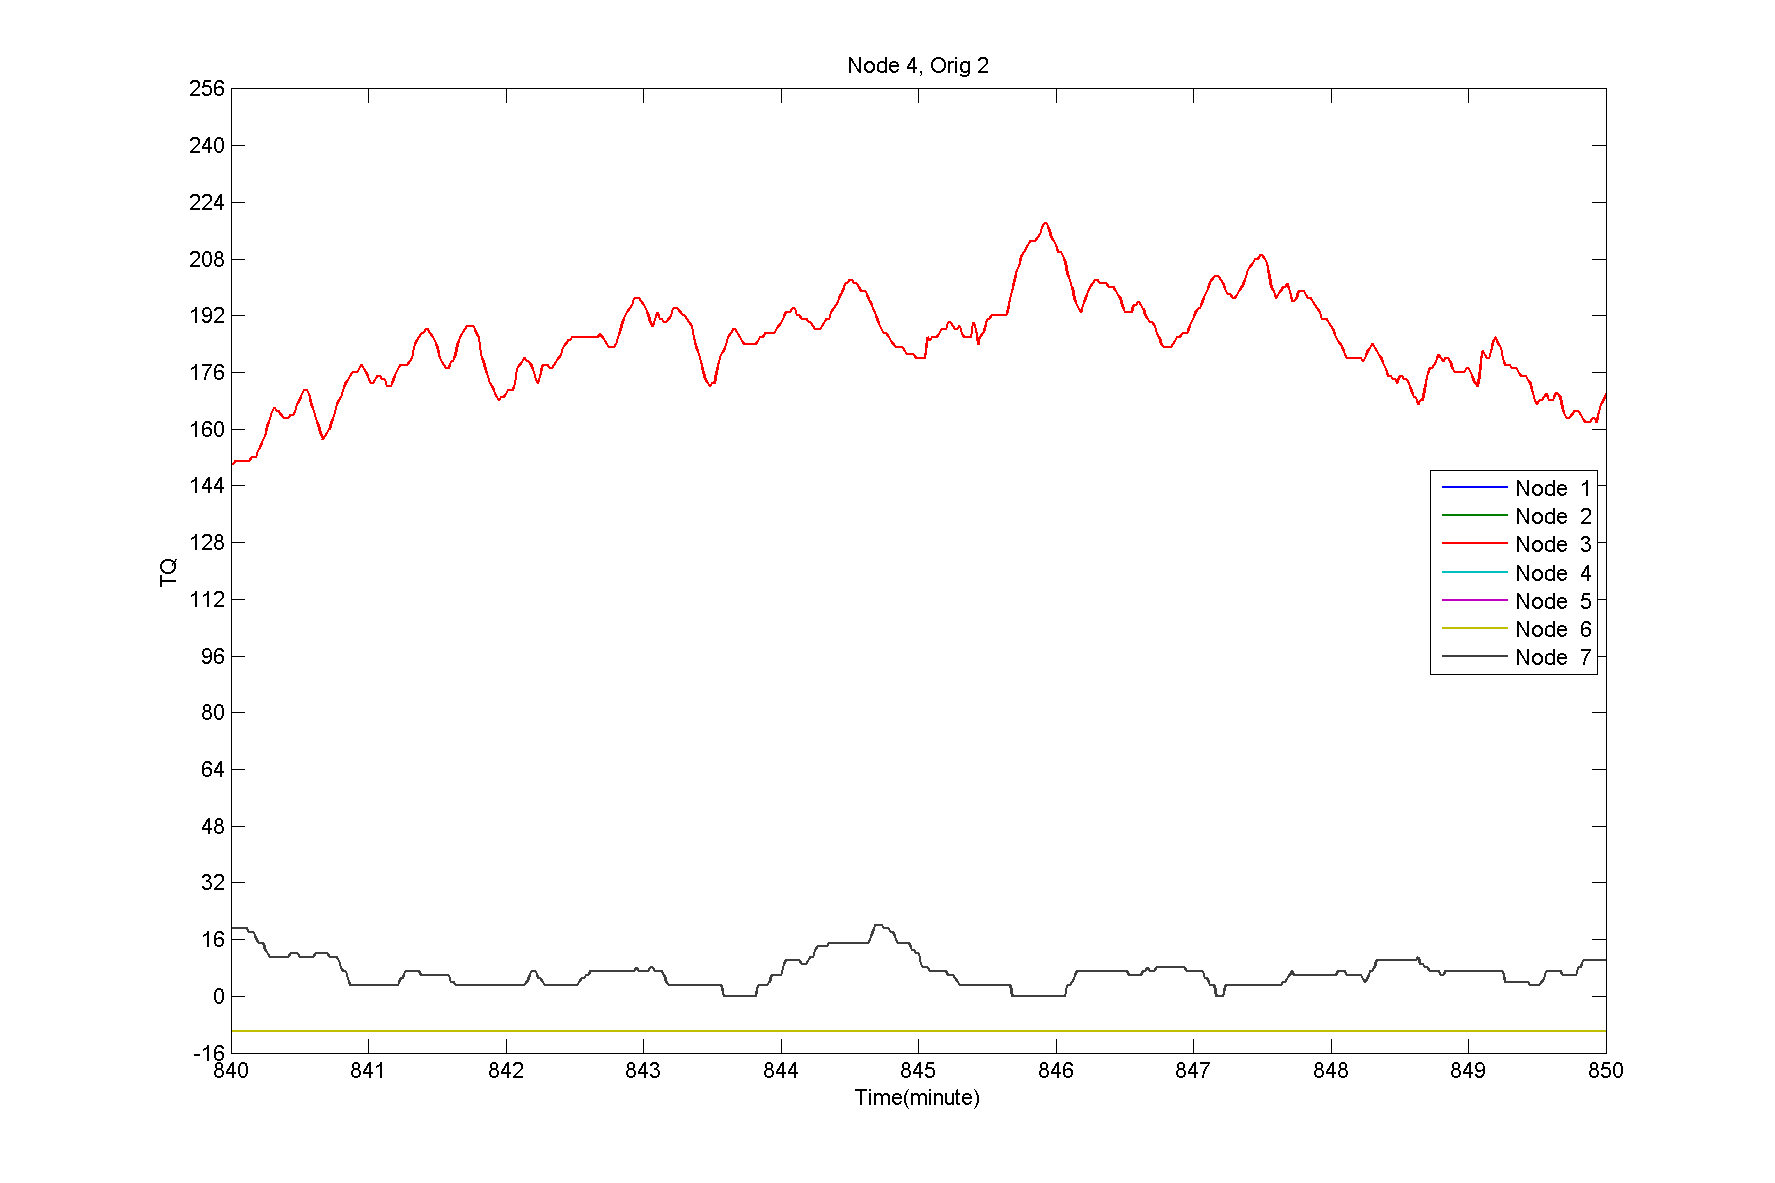 Node 4, Orig 2
256
240
224
208
192
176
160
144
128
112
96
80
64
48
32
16
0
-16
TQ
Node 1
Node 2
Node 3
Node 4
Node 5
Node 6
Node 7
840 841 842 843 844 845 846 847 848 849 850
Time(minute)